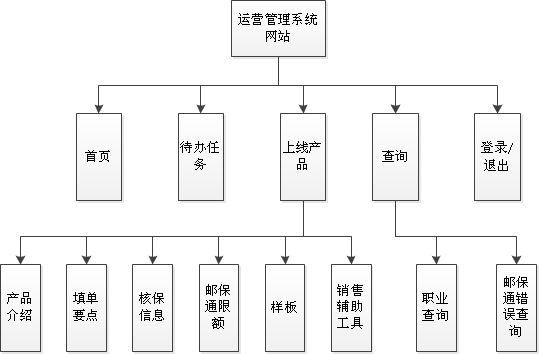 运营管理系统
网站
首页
待办任
务
上线产
品
查询
登录/
退出
产品
介绍
填单
要点
核保
信息
邮保
通限
额
样板
销售
辅助
工具
职业
查询
邮保
通错
误查
询